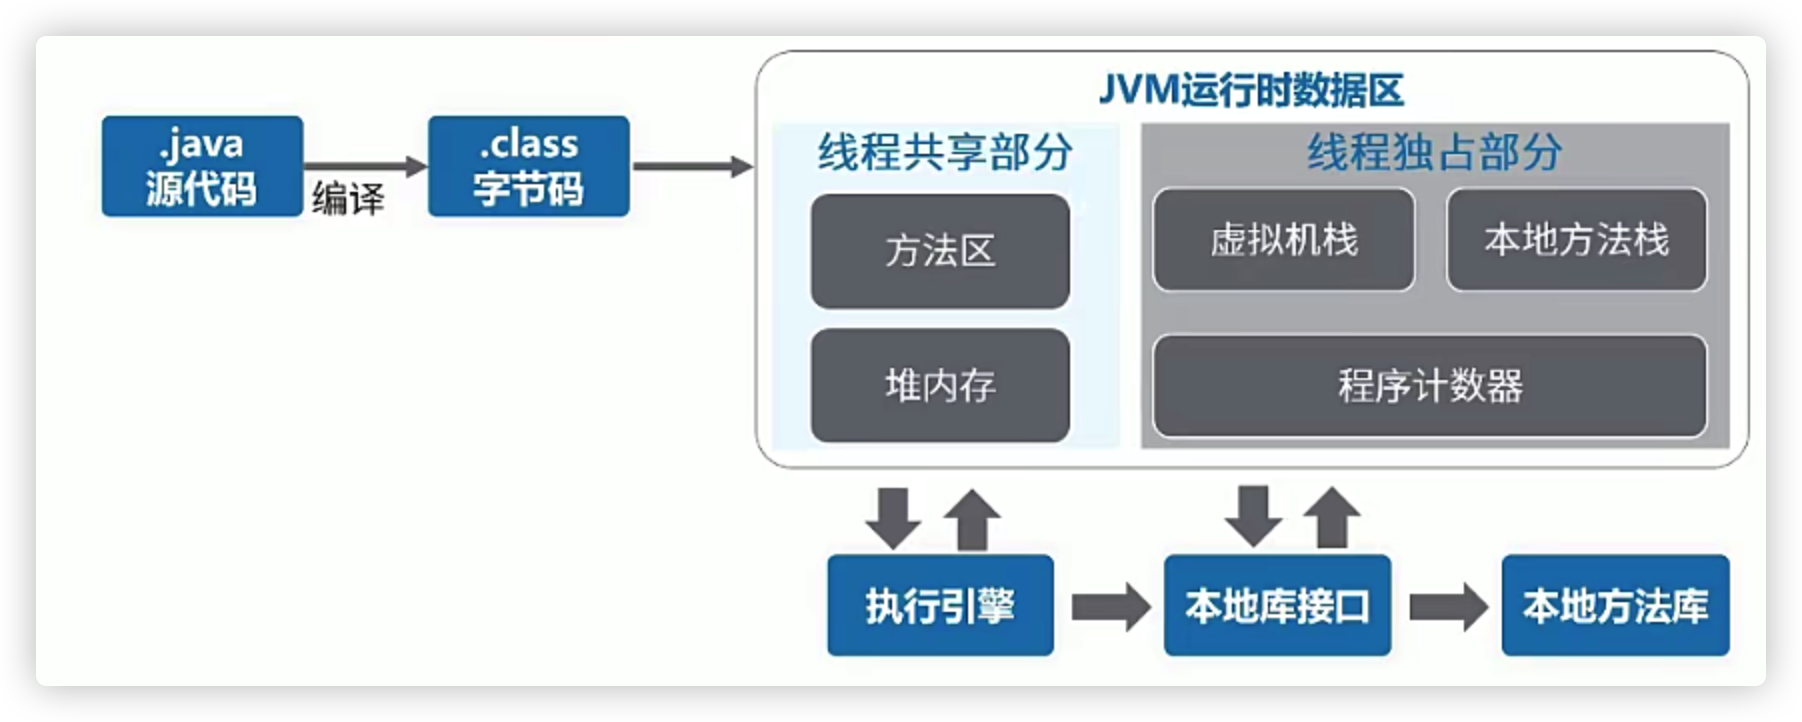 .java
源代码
编译
.class
字节码
JVM运行时数据区
线程共享部分
方法区
堆内存
线程独占部分
虚拟机栈
本地方法栈
程序计数器
执行引擎
本地库接口
本地方法库